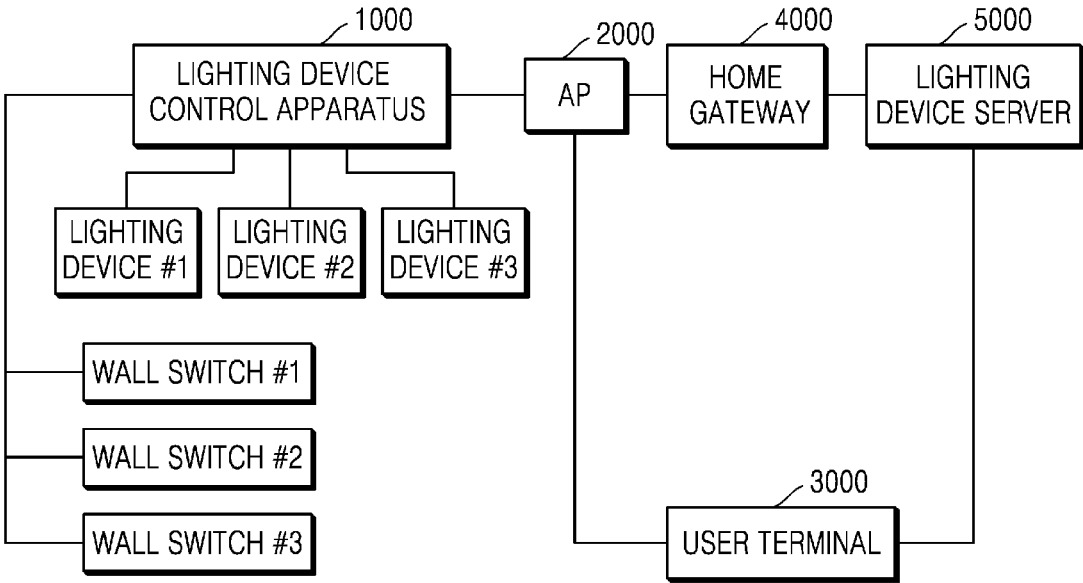 1000
2000
4000
5000
LIGHTING DEVICE
CONTROL APPARATUS
AP
HOME
GATEWAY
LIGHTING
DEVICE SERVER
LIGHTING
DEVICE #1
LIGHTING
DEVICE #2
LIGHTING
DEVICE #3
WALL SWITCH #1
WALL SWITCH #2
WALL SWITCH #3
3000
USER TERMINAL